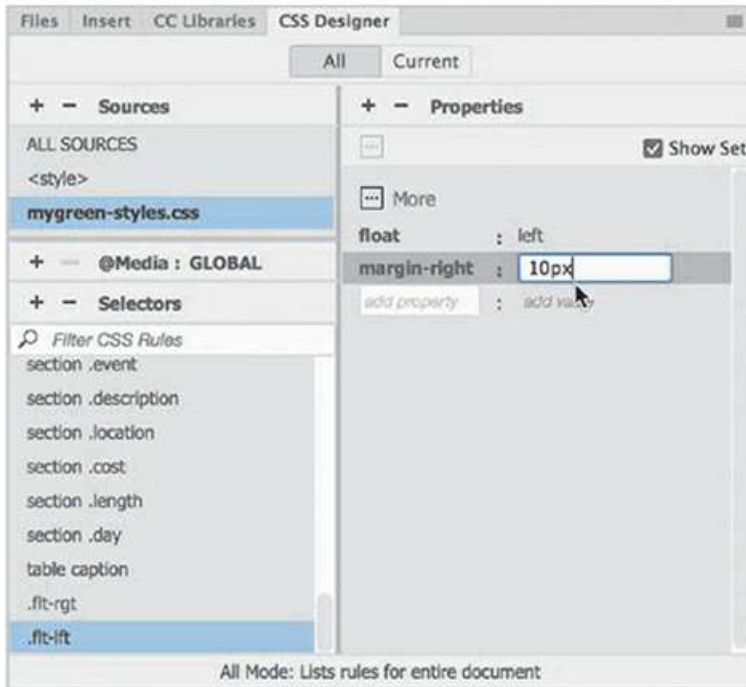 Files Insert CC Libraries CSS Designer
All Current
+ − Sources
ALL SOURCES
<style>
mygreen-styles.css
+ − @Media : GLOBAL
+ − Selectors
Filter CSS Rules
section .event
section .description
section .location
section .cost
section .length
section .day
table caption
.flt-rgt
.flt-lft
+ − Properties
Show Set
More
float : left
margin-right : 10px
add property : add value
All Mode: Lists rules for entire document